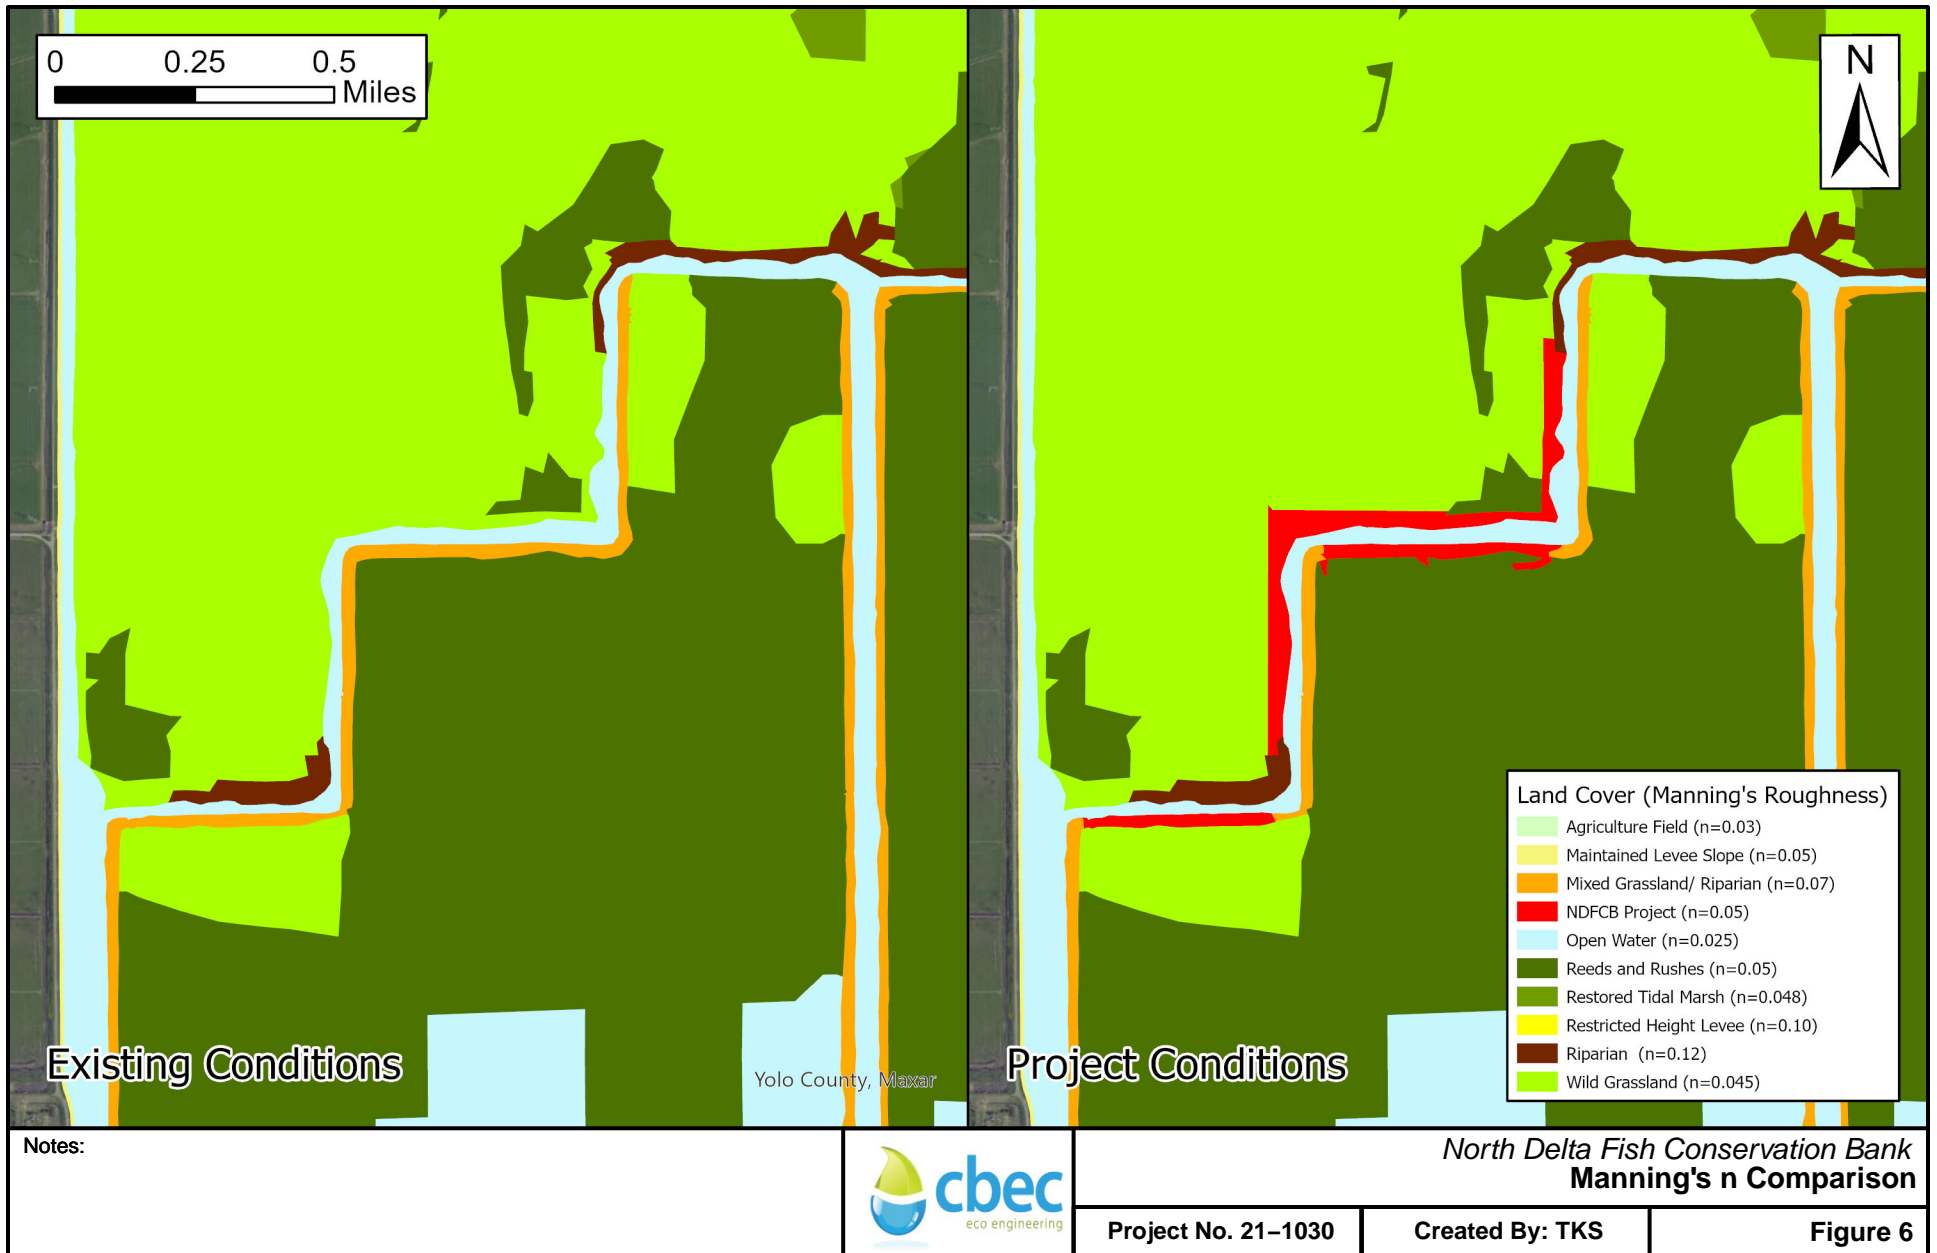 0 0.25 0.5
Miles
N
Existing Conditions
Yolo County, Maxar
Project Conditions
Land Cover (Manning's Roughness)
Agriculture Field (n=0.03)
Maintained Levee Slope (n=0.05)
Mixed Grassland/ Riparian (n=0.07)
NDFCB Project (n=0.05)
Open Water (n=0.025)
Reeds and Rushes (n=0.05)
Restored Tidal Marsh (n=0.048)
Restricted Height Levee (n=0.10)
Riparian (n=0.12)
Wild Grassland (n=0.045)
Notes:
cbec
eco engineering
North Delta Fish Conservation Bank
Manning's n Comparison
Project No. 21–1030
Created By: TKS
Figure 6